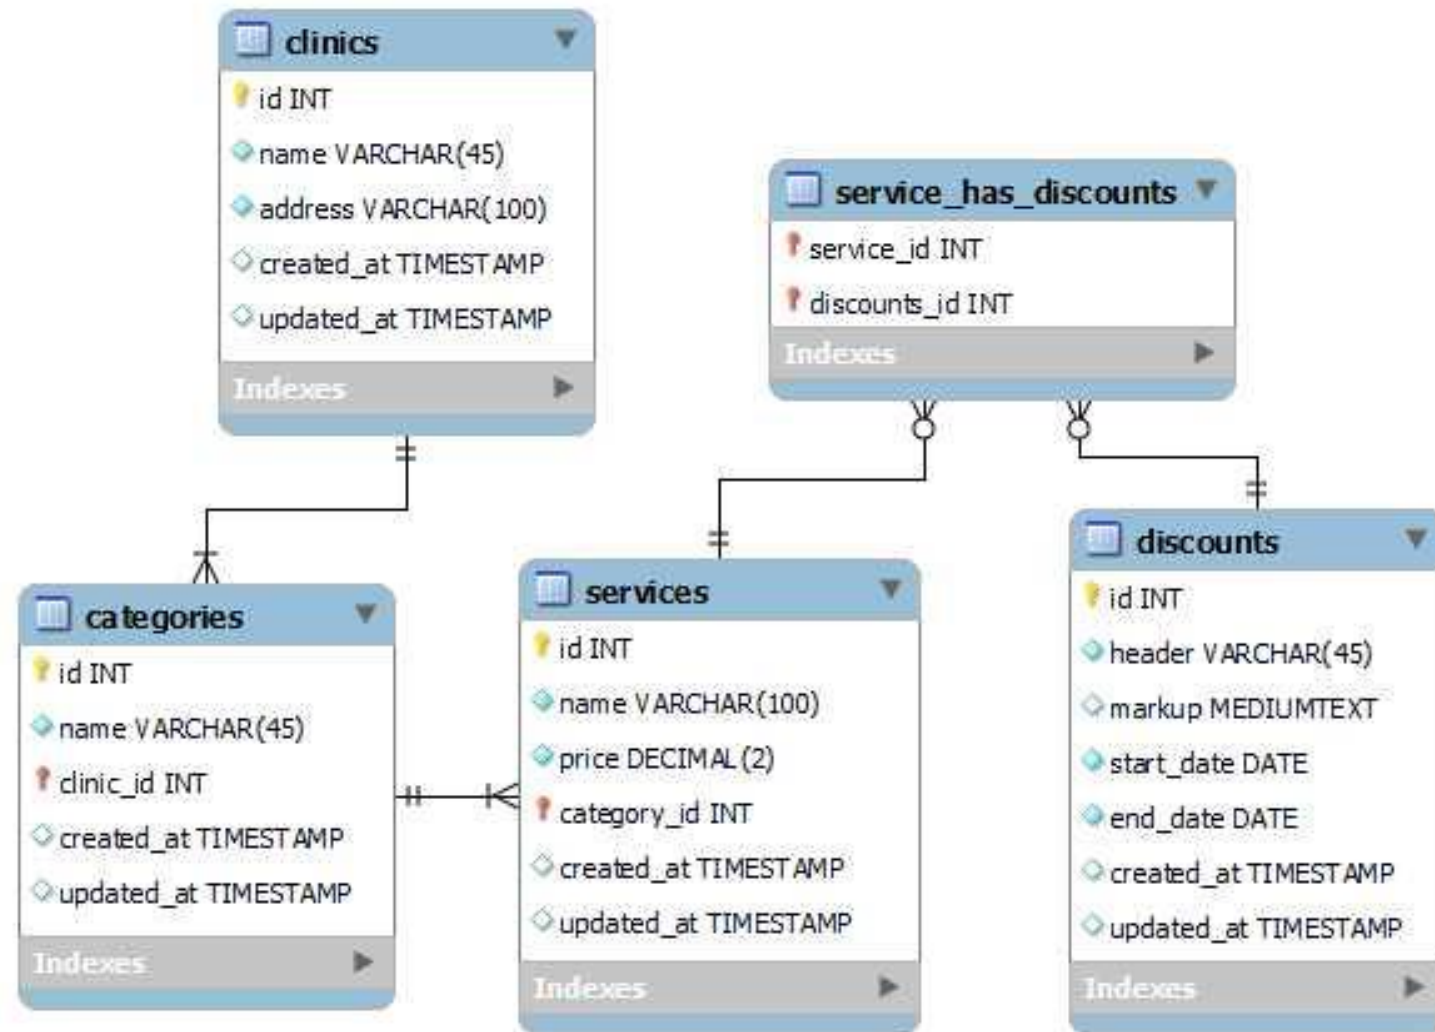 clinics
id INT
name VARCHAR(45)
address VARCHAR(100)
created_at TIMESTAMP
updated_at TIMESTAMP
Indexes
service_has_discounts
service_id INT
discounts_id INT
Indexes
categories
id INT
name VARCHAR(45)
clinic_id INT
created_at TIMESTAMP
updated_at TIMESTAMP
Indexes
services
id INT
name VARCHAR(100)
price DECIMAL(2)
category_id INT
created_at TIMESTAMP
updated_at TIMESTAMP
Indexes
discounts
id INT
header VARCHAR(45)
markup MEDIUMTEXT
start_date DATE
end_date DATE
created_at TIMESTAMP
updated_at TIMESTAMP
Indexes